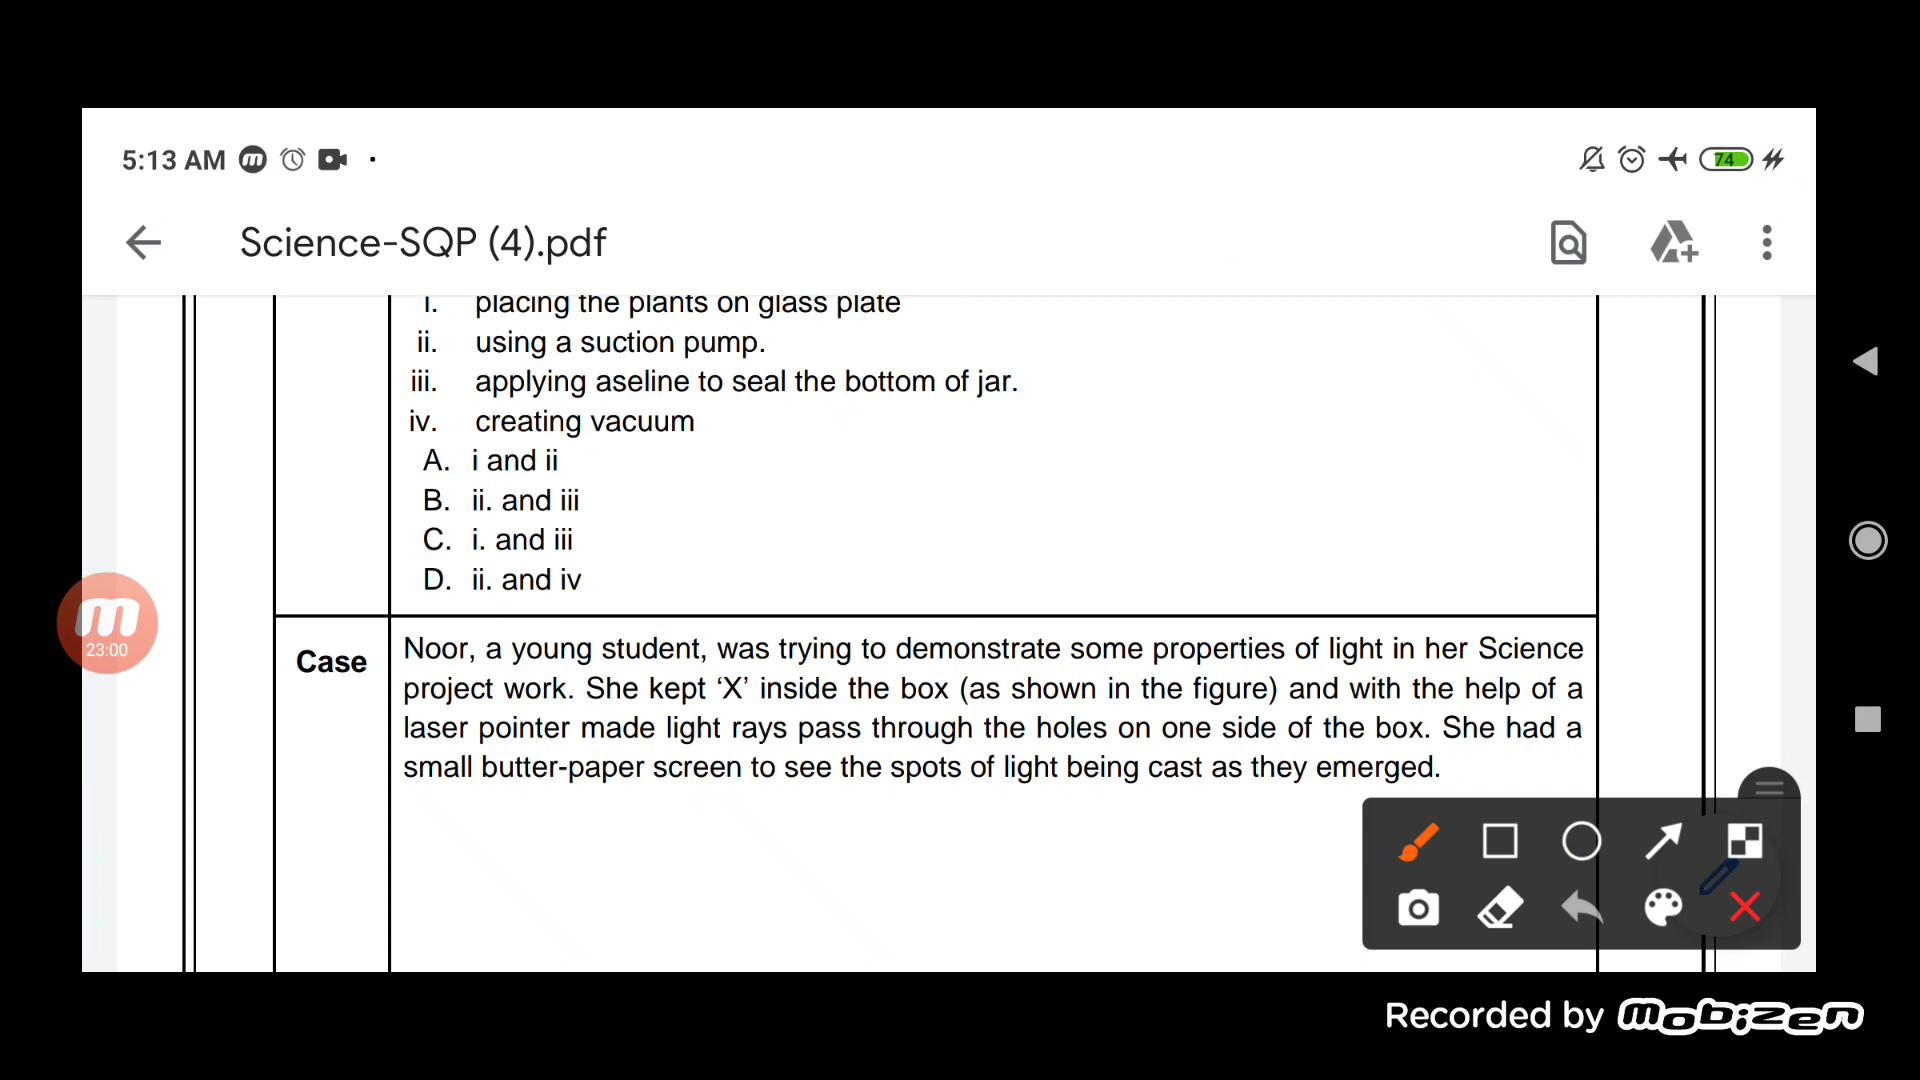 5:13 AM
74
Science-SQP (4).pdf
i. placing the plants on glass plate
ii. using a suction pump.
iii. applying aseline to seal the bottom of jar.
iv. creating vacuum
A. i and ii
B. ii. and iii
C. i. and iii
D. ii. and iv
23:00
Case
Noor, a young student, was trying to demonstrate some properties of light in her Science
project work. She kept ‘X’ inside the box (as shown in the figure) and with the help of a
laser pointer made light rays pass through the holes on one side of the box. She had a
small butter-paper screen to see the spots of light being cast as they emerged.
Recorded by mobizen